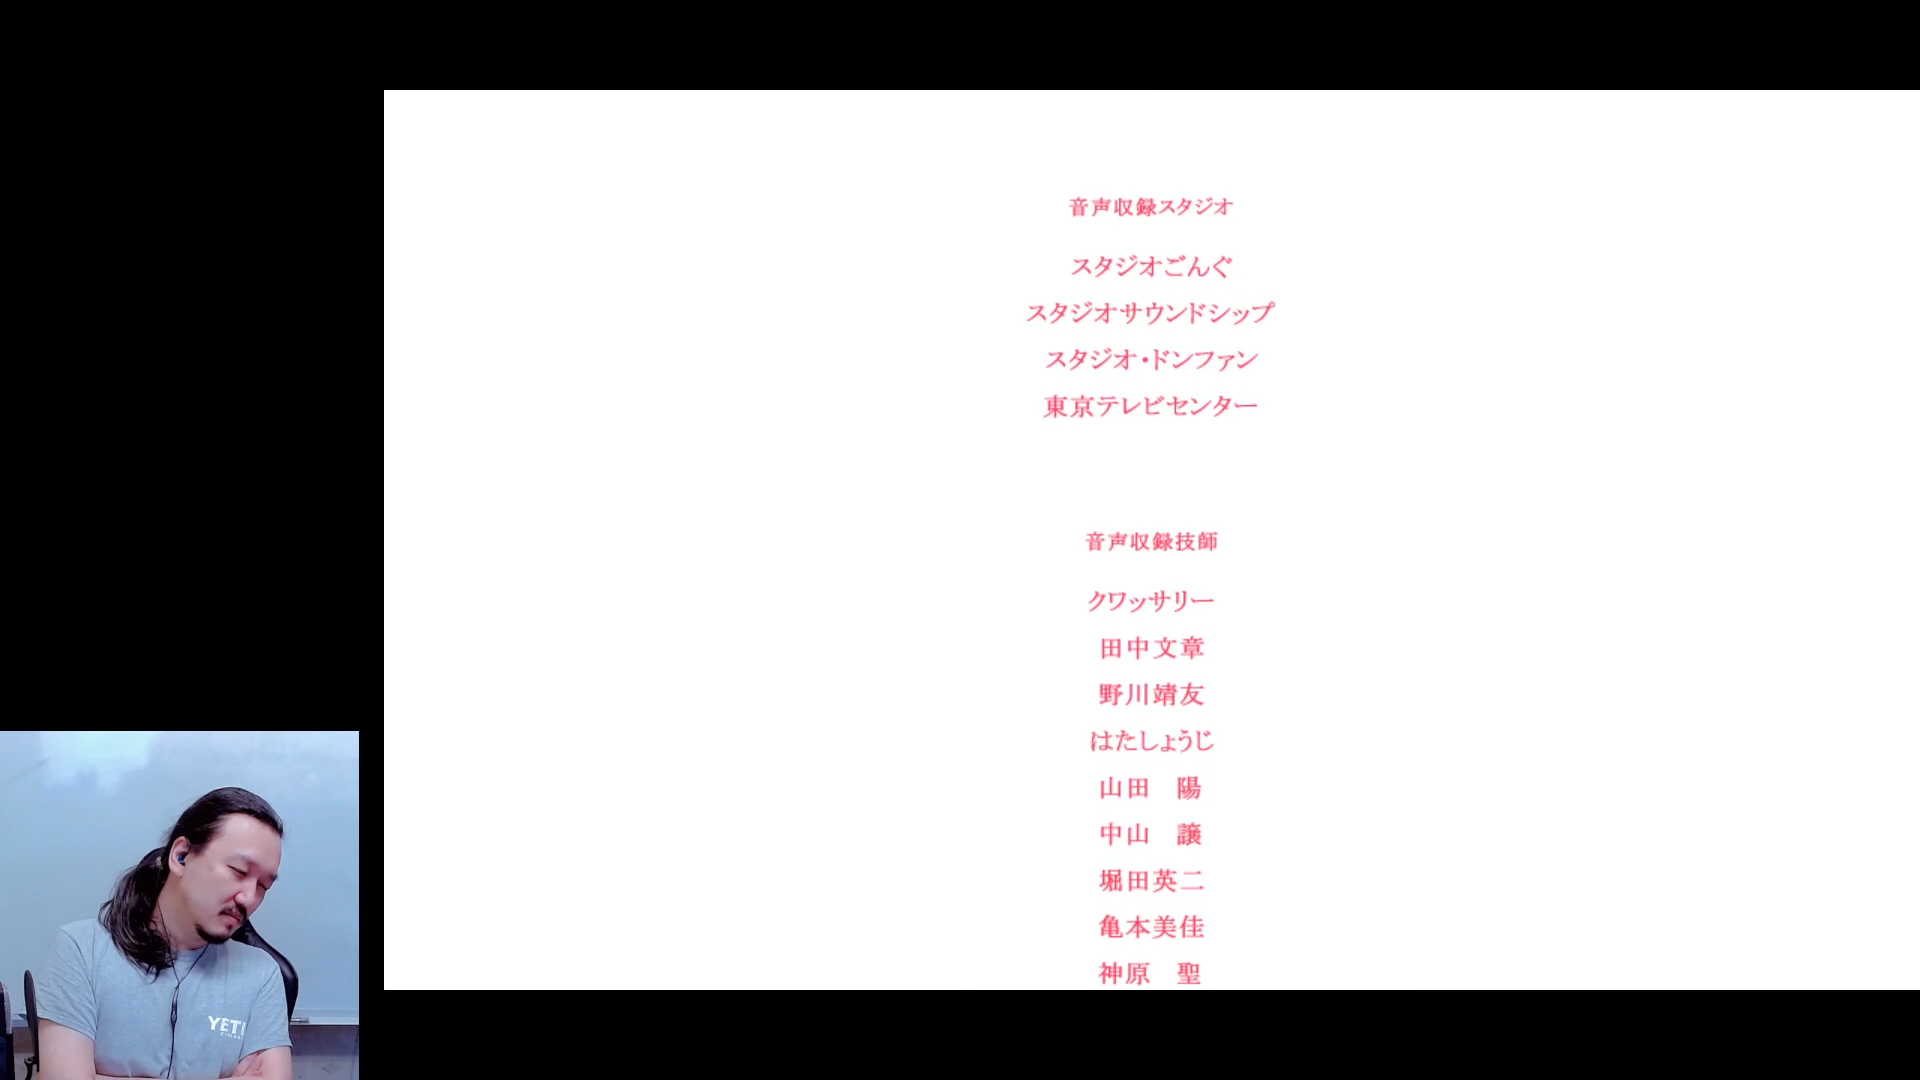 音声収録スタジオ
スタジオごんぐ
スタジオサウンドシップ
スタジオ・ドンファン
東京テレビセンター
音声収録技師
クワッサリー
田中文章
野川靖友
はたしょうじ
山田　陽
中山　譲
堀田英二
亀本美佳
神原　聖
YETI